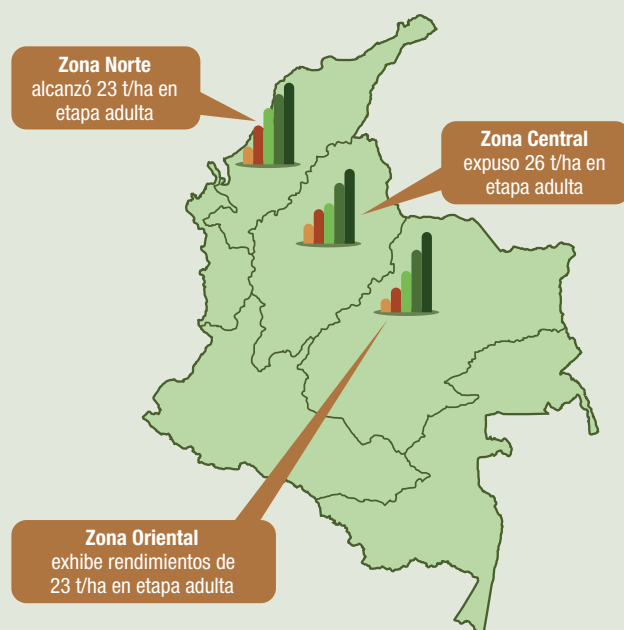 Zona Norte
alcanzó 23 t/ha en
etapa adulta
Zona Central
expuso 26 t/ha en
etapa adulta
Zona Oriental
exhibe rendimientos de
23 t/ha en etapa adulta